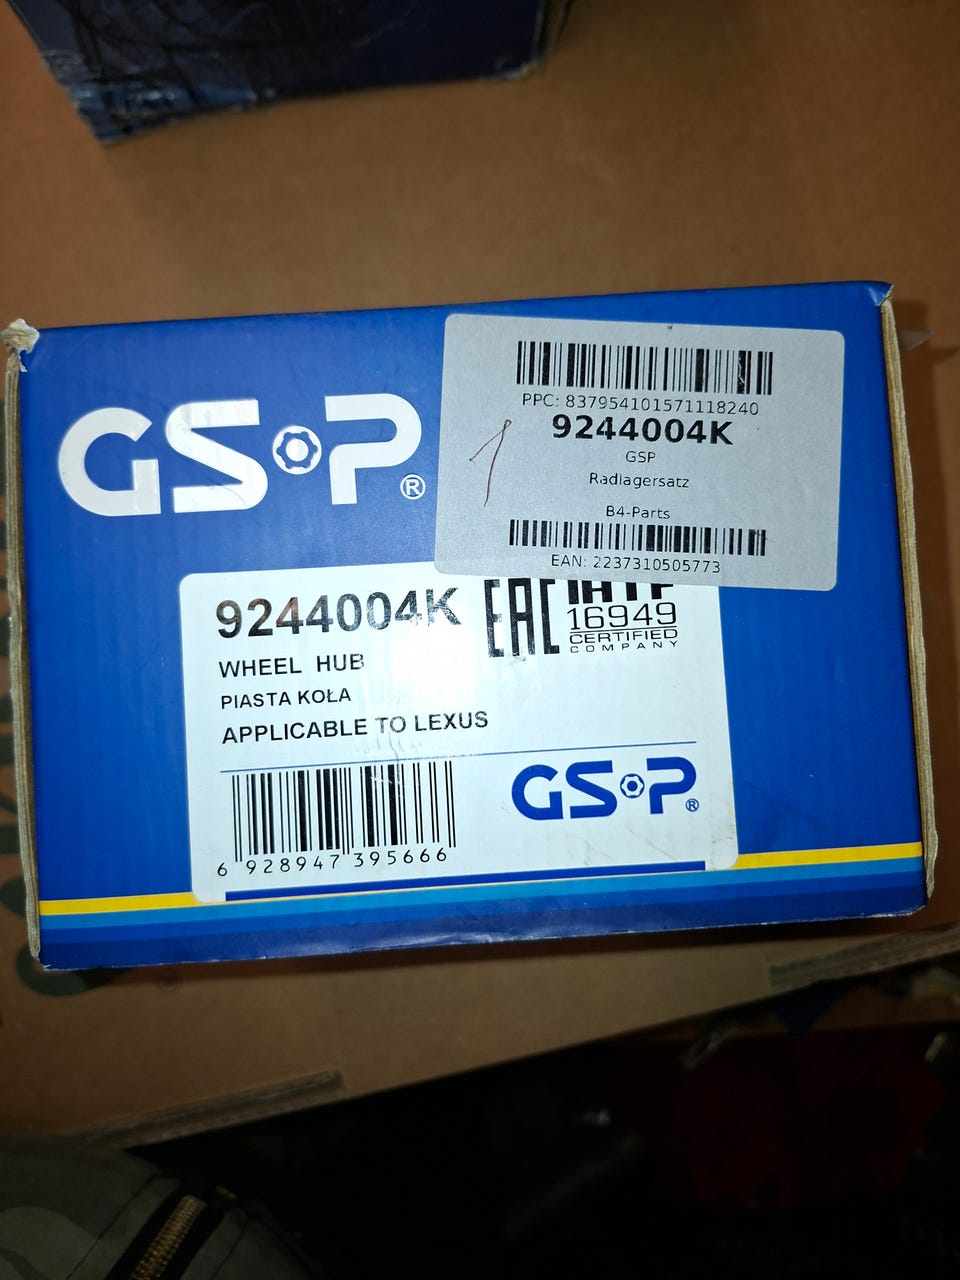 GSP®
PPC: 837954101571118240
9244004K
GSP
Radlagersatz
B4-Parts
EAN: 2237310505773
1
9244004K
EAC
IATF
16949
CERTIFIED
COMPANY
WHEEL HUB
PIASTA KOŁA
APPLICABLE TO LEXUS
GSP®
6 928947 395666